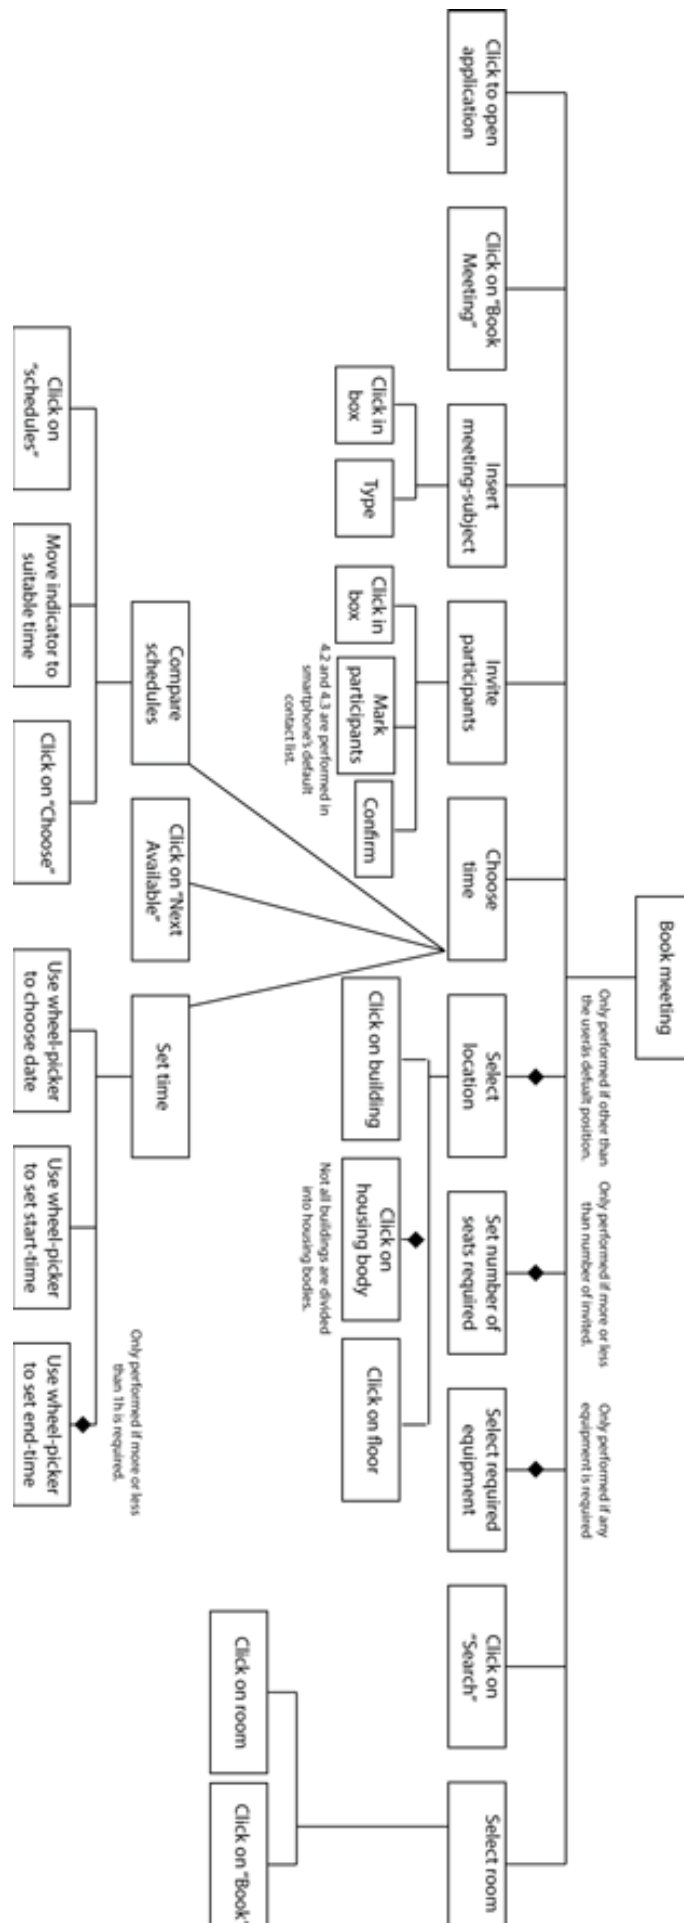 Book meeting
Only performed if other than
the useräs defualt position.
Only performed if more or less
than number of invited.
Only performed if any
equipment is required
Click to open
application
Click on "Book
Meeting"
Insert
meeting-subject
Invite
participants
Choose
time
Select
location
Set number of
seats required
Select required
equipment
Click on
"Search"
Select room
Click in
box
Type
Click in
box
Mark
participants
Confirm
4.2 and 4.3 are performed in
smartphone's default
contact list.
Click on building
Click on
housing body
Click on floor
Not all buildings are divided
into housing bodies.
Click on room
Click on "Book"
Compare
schedules
Click on "Next
Available"
Set time
Only performed if more or less
than 1h is required.
Click on
"schedules"
Move indicator to
suitable time
Click on "Choose"
Use wheel-picker
to choose date
Use wheel-picker
to set start-time
Use wheel-picker
to set end-time